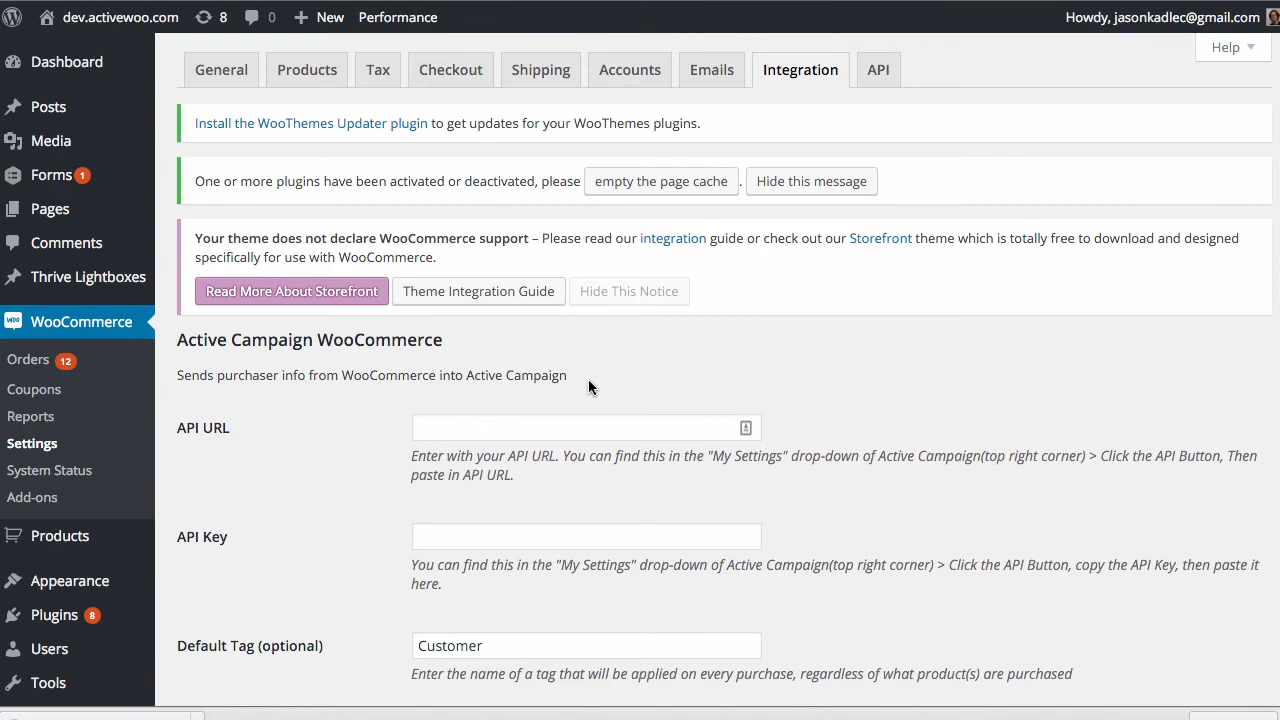 dev.activewoo.com 8 0 New Performance Howdy, jasonkadlec@gmail.com
Help
Dashboard
Posts
Media
Forms 1
Pages
Comments
Thrive Lightboxes
WooCommerce
Orders 12
Coupons
Reports
Settings
System Status
Add-ons
Products
Appearance
Plugins 8
Users
Tools
General Products Tax Checkout Shipping Accounts Emails Integration API
Install the WooThemes Updater plugin to get updates for your WooThemes plugins.
One or more plugins have been activated or deactivated, please empty the page cache . Hide this message
Your theme does not declare WooCommerce support – Please read our integration guide or check out our Storefront theme which is totally free to download and designed
specifically for use with WooCommerce.
Read More About Storefront Theme Integration Guide Hide This Notice
Active Campaign WooCommerce
Sends purchaser info from WooCommerce into Active Campaign
API URL
Enter with your API URL. You can find this in the "My Settings" drop-down of Active Campaign(top right corner) > Click the API Button, Then
paste in API URL.
API Key
You can find this in the "My Settings" drop-down of Active Campaign(top right corner) > Click the API Button, copy the API Key, then paste it
here.
Default Tag (optional) Customer
Enter the name of a tag that will be applied on every purchase, regardless of what product(s) are purchased